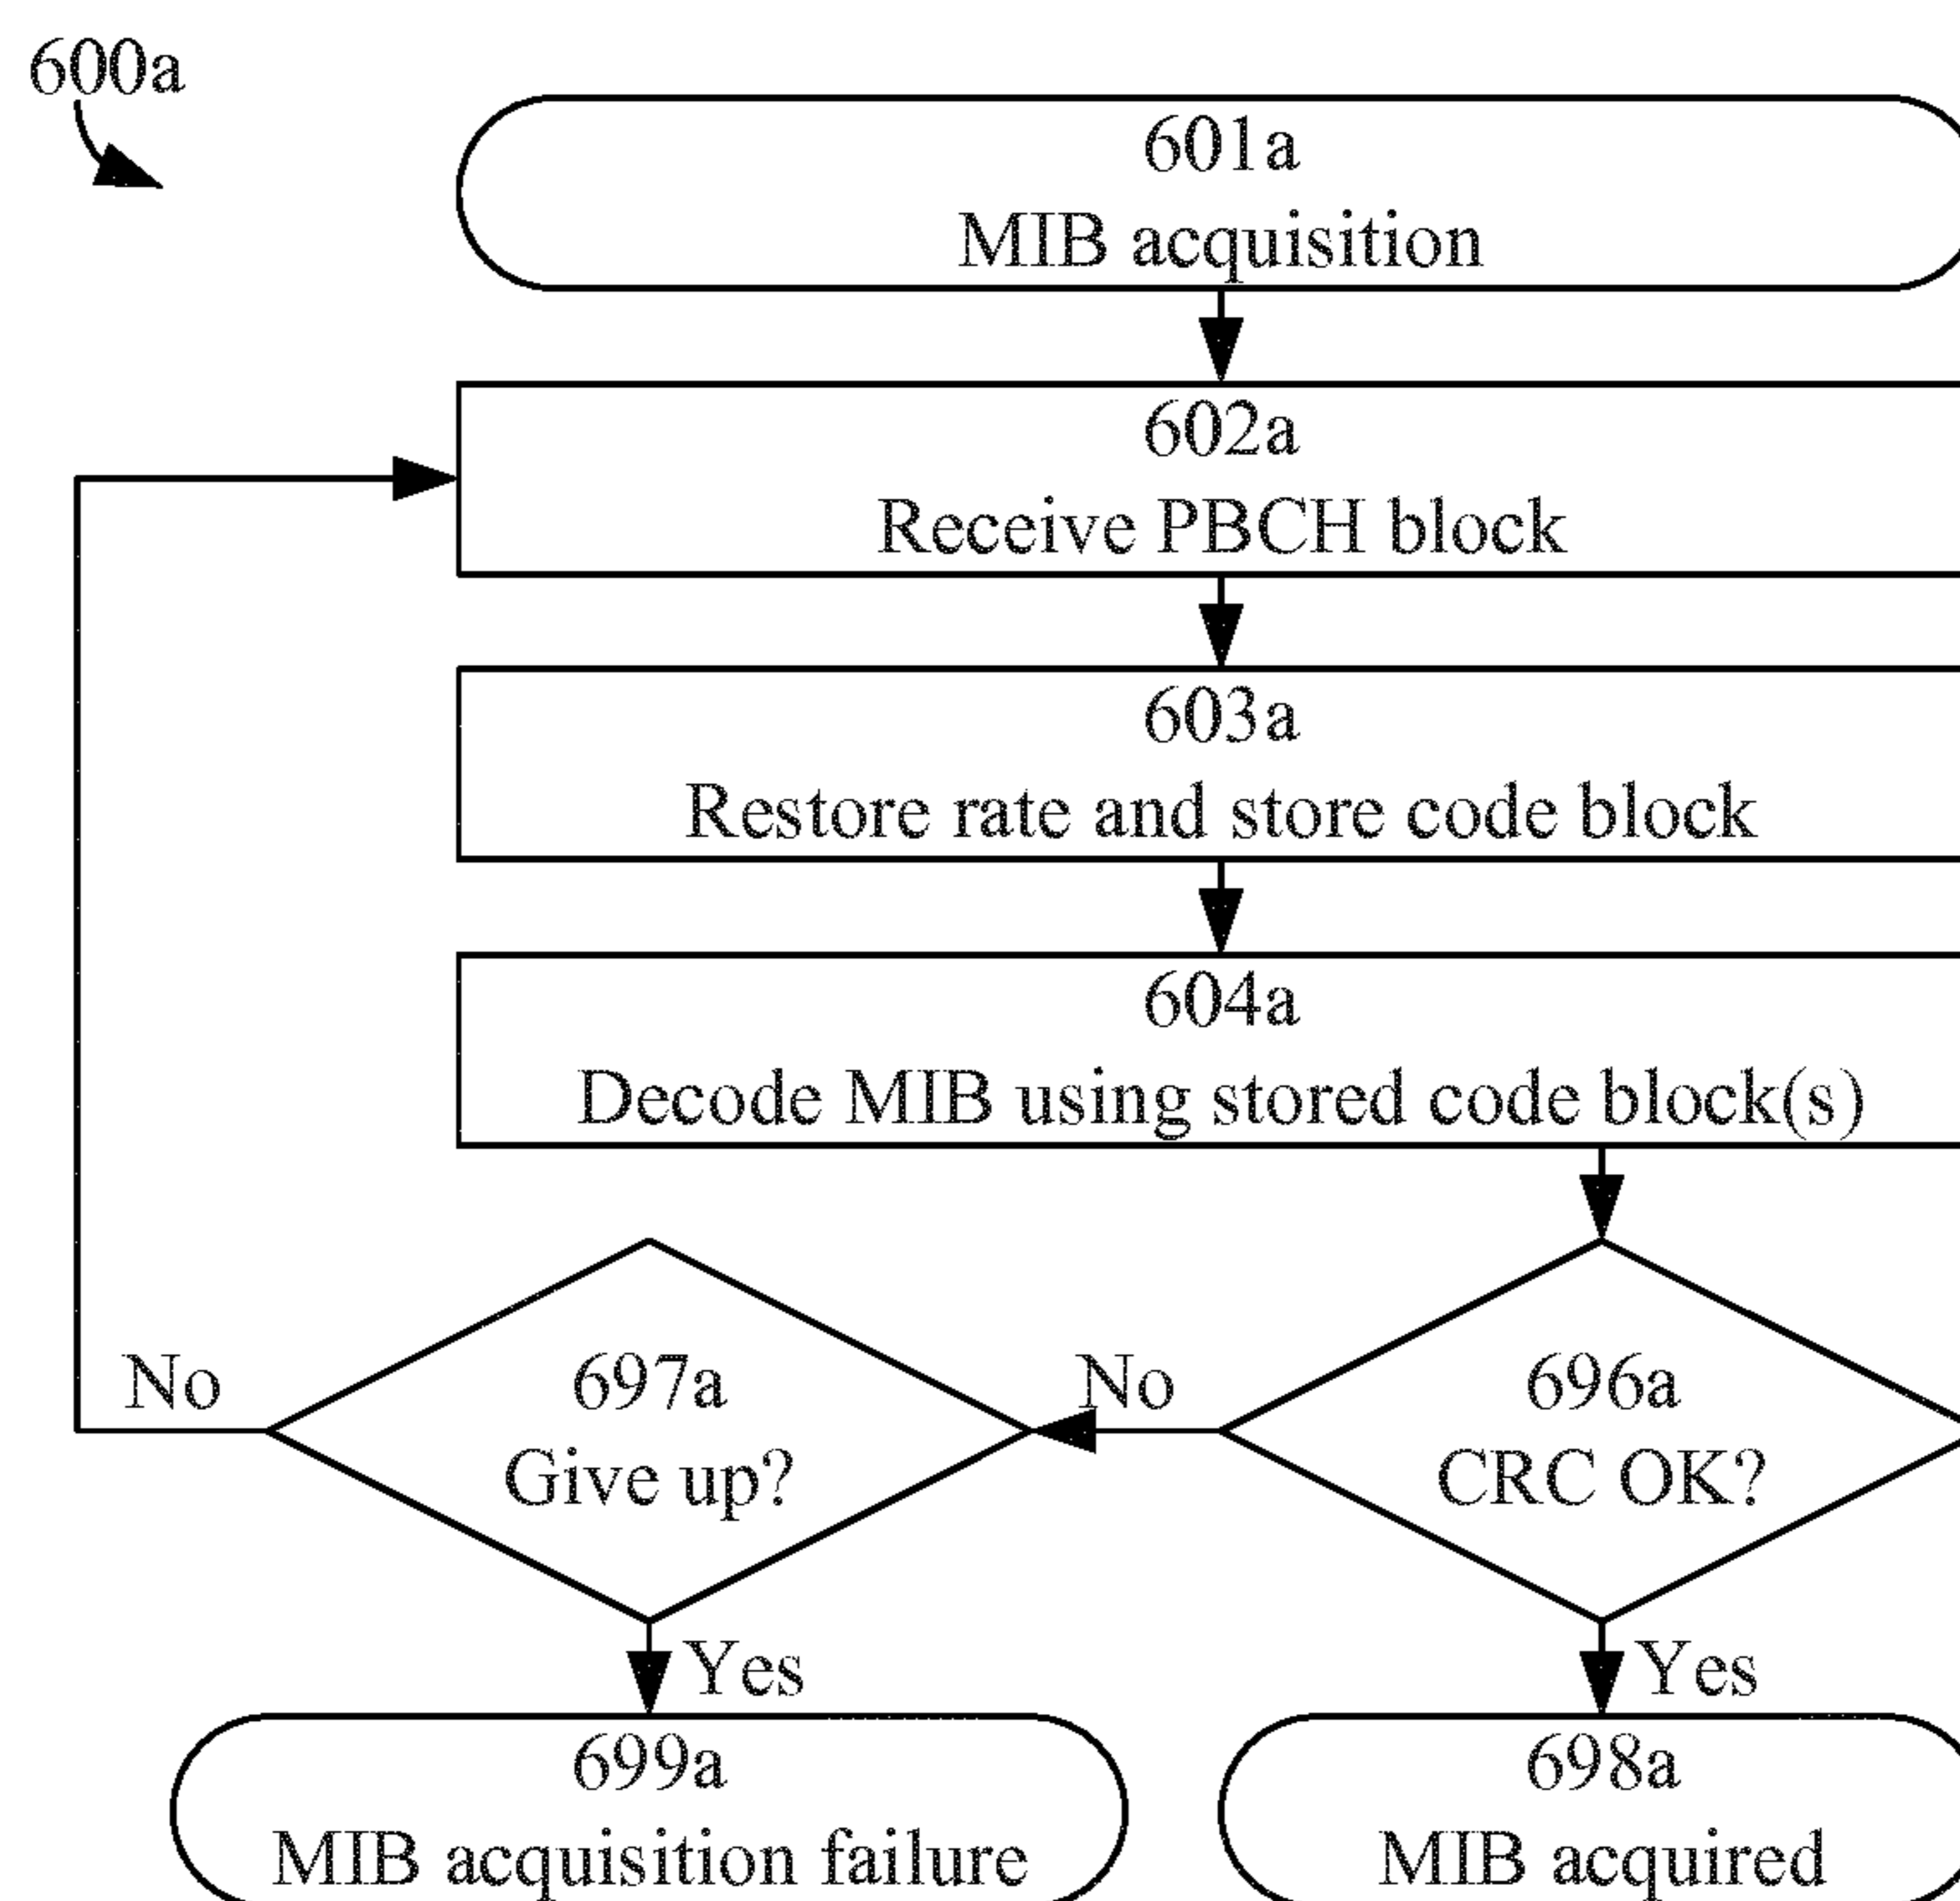 600a
601a
MIB acquisition
602a
Receive PBCH block
603a
Restore rate and store code block
604a
Decode MIB using stored code block(s)
No
697a
Give up?
No
696a
CRC OK?
Yes
Yes
699a
MIB acquisition failure
698a
MIB acquired